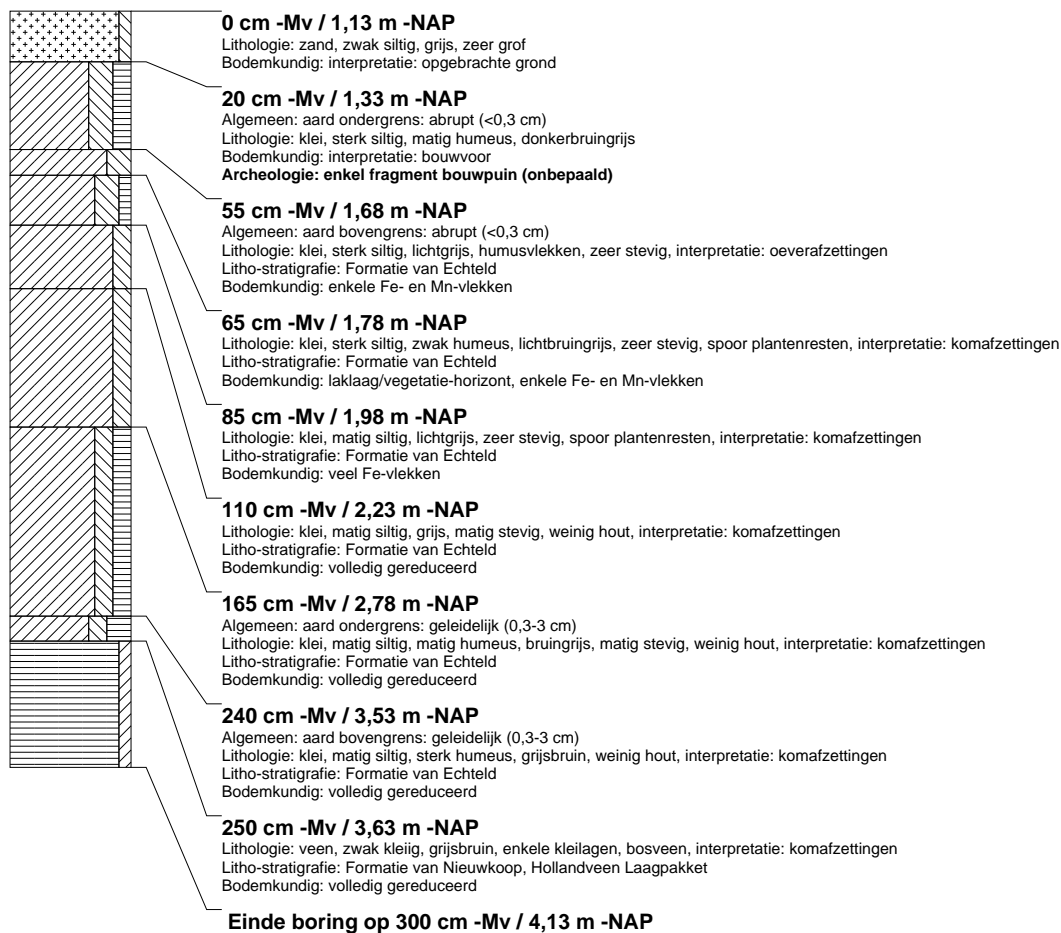 0 cm -Mv / 1,13 m -NAP
Lithologie: zand, zwak siltig, grijs, zeer grof
Bodemkundig: interpretatie: opgebrachte grond
20 cm -Mv / 1,33 m -NAP
Algemeen: aard ondergrens: abrupt (<0,3 cm)
Lithologie: klei, sterk siltig, matig humeus, donkerbruingrijs
Bodemkundig: interpretatie: bouwvoor
Archeologie: enkel fragment bouwpuin (onbepaald)
55 cm -Mv / 1,68 m -NAP
Algemeen: aard bovengrens: abrupt (<0,3 cm)
Lithologie: klei, sterk siltig, lichtgrijs, humusvlekken, zeer stevig, interpretatie: oeverafzettingen
Litho-stratigrafie: Formatie van Echteld
Bodemkundig: enkele Fe- en Mn-vlekken
65 cm -Mv / 1,78 m -NAP
Lithologie: klei, sterk siltig, zwak humeus, lichtbruingrijs, zeer stevig, spoor plantenresten, interpretatie: komafzettingen
Litho-stratigrafie: Formatie van Echteld
Bodemkundig: laklaag/vegetatie-horizont, enkele Fe- en Mn-vlekken
85 cm -Mv / 1,98 m -NAP
Lithologie: klei, matig siltig, lichtgrijs, zeer stevig, spoor plantenresten, interpretatie: komafzettingen
Litho-stratigrafie: Formatie van Echteld
Bodemkundig: veel Fe-vlekken
110 cm -Mv / 2,23 m -NAP
Lithologie: klei, matig siltig, grijs, matig stevig, weinig hout, interpretatie: komafzettingen
Litho-stratigrafie: Formatie van Echteld
Bodemkundig: volledig gereduceerd
165 cm -Mv / 2,78 m -NAP
Algemeen: aard ondergrens: geleidelijk (0,3-3 cm)
Lithologie: klei, matig siltig, matig humeus, bruingrijs, matig stevig, weinig hout, interpretatie: komafzettingen
Litho-stratigrafie: Formatie van Echteld
Bodemkundig: volledig gereduceerd
240 cm -Mv / 3,53 m -NAP
Algemeen: aard bovengrens: geleidelijk (0,3-3 cm)
Lithologie: klei, matig siltig, sterk humeus, grijsbruin, weinig hout, interpretatie: komafzettingen
Litho-stratigrafie: Formatie van Echteld
Bodemkundig: volledig gereduceerd
250 cm -Mv / 3,63 m -NAP
Lithologie: veen, zwak kleiig, grijsbruin, enkele kleilagen, bosveen, interpretatie: komafzettingen
Litho-stratigrafie: Formatie van Nieuwkoop, Hollandveen Laagpakket
Bodemkundig: volledig gereduceerd
Einde boring op 300 cm -Mv / 4,13 m -NAP